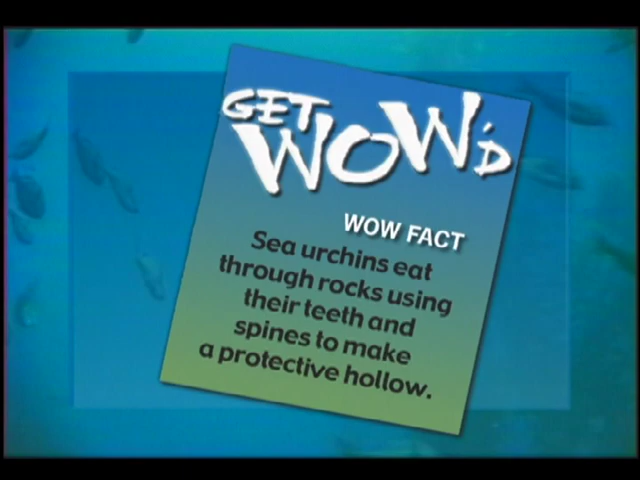 GET
WOW'D
WOW FACT
Sea urchins eat
through rocks using
their teeth and
spines to make
a protective hollow.